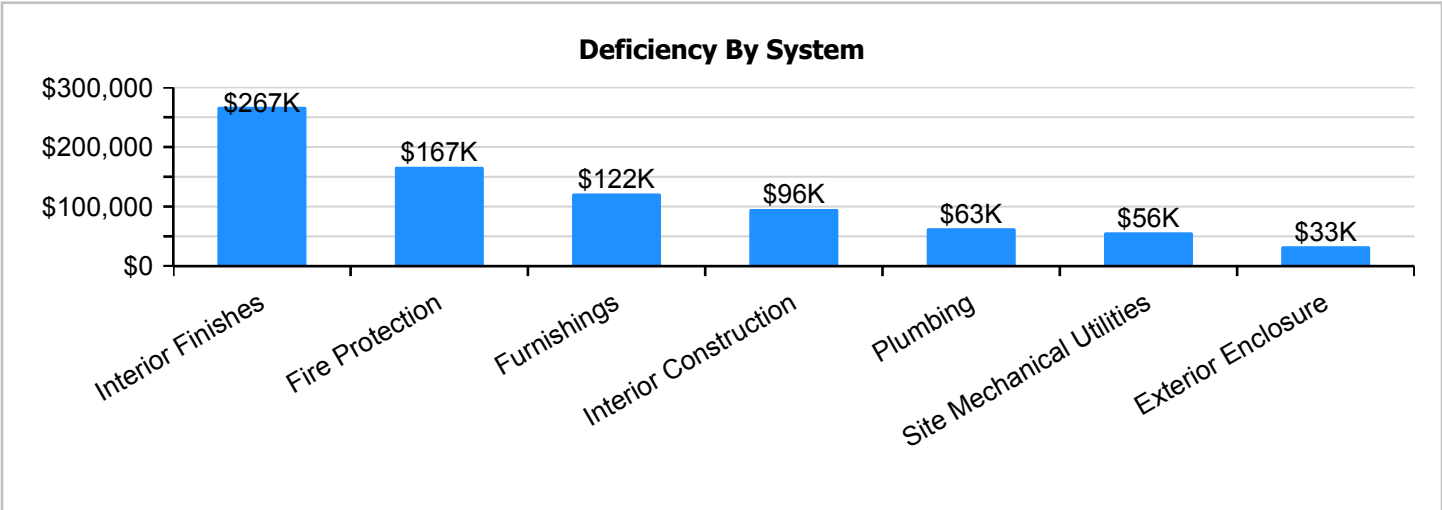 Deficiency By System
$300,000
$200,000
$100,000
$0
$267K
$167K
$122K
$96K
$63K
$56K
$33K
Interior Finishes
Fire Protection
Furnishings
Interior Construction
Plumbing
Site Mechanical Utilities
Exterior Enclosure